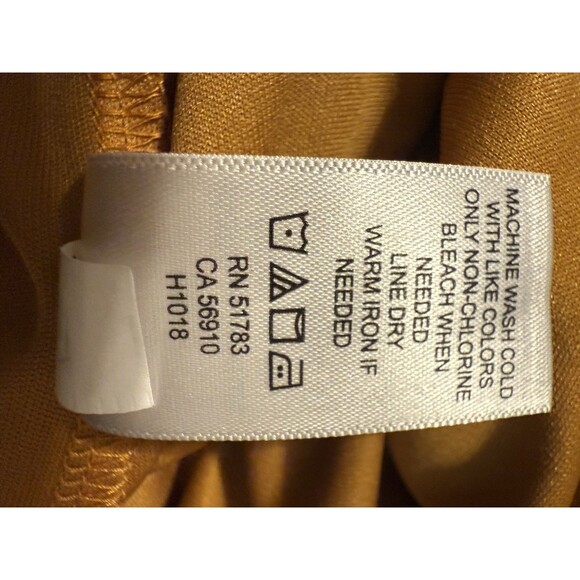 MACHINE WASH COLD
WITH LIKE COLORS
ONLY NON-CHLORINE
BLEACH WHEN
NEEDED
LINE DRY
WARM IRON IF
NEEDED
RN 51783
CA 56910
H1018